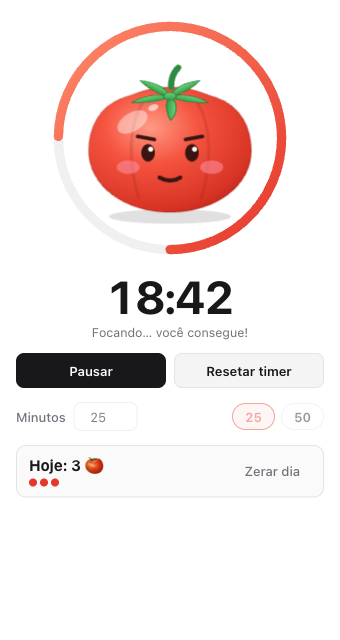 18:42
Focando... você consegue!
Pausar Resetar timer
Minutos 25 25 50
Hoje: 3 🍅 Zerar dia